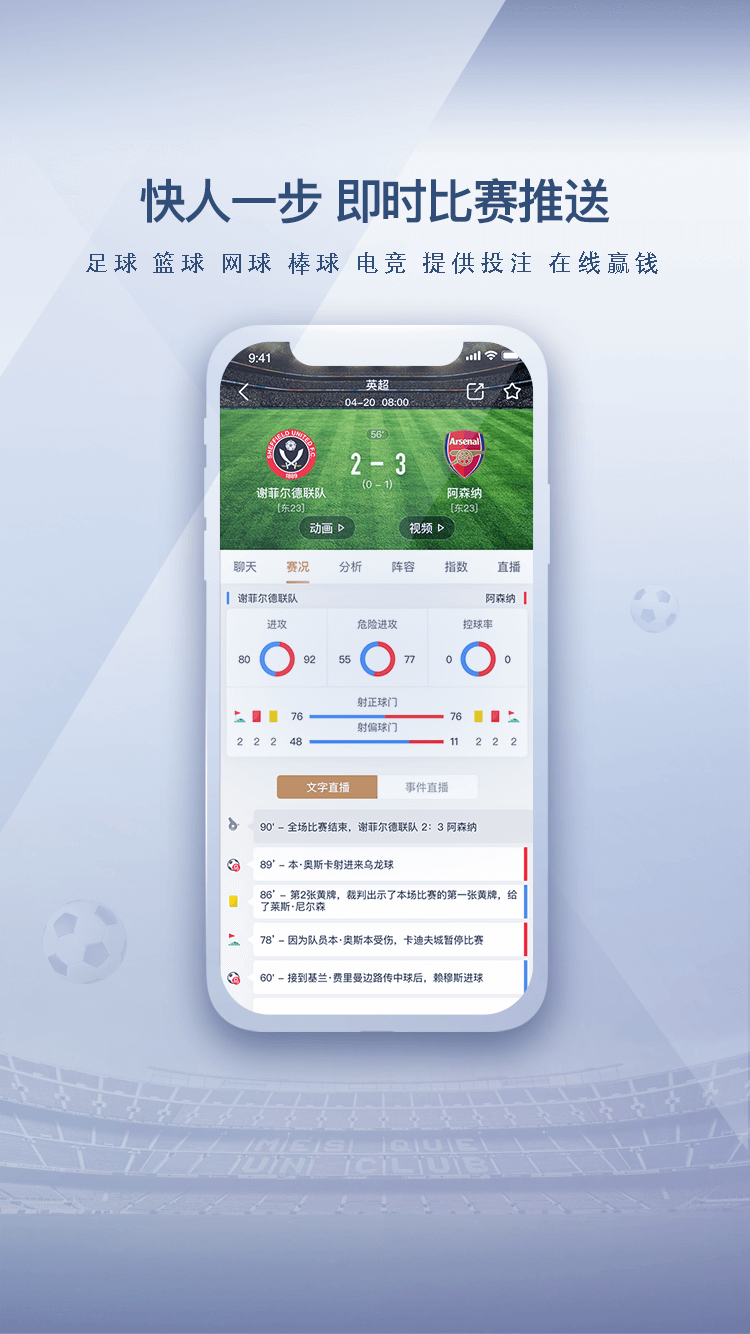 快人一步 即时比赛推送
足球 篮球 网球 棒球 电竞 提供投注 在线赢钱
9:41
英超
04-20 08:00
56'
SHEFFIELD UNITED F.C.
1889
Arsenal
2 - 3
(0 - 1)
谢菲尔德联队
阿森纳
[东23]
[东23]
动画
视频
聊天 赛况 分析 阵容 指数 直播
谢菲尔德联队
阿森纳
进攻 危险进攻 控球率
80 92 55 77 0 0
射正球门
76 76
射偏球门
2 2 2 48 11 2 2 2
文字直播 事件直播
90' - 全场比赛结束，谢菲尔德联队 2：3 阿森纳
89' - 本·奥斯卡射进来乌龙球
86' - 第2张黄牌，裁判出示了本场比赛的第一张黄牌，给
了莱斯·尼尔森
78' - 因为队员本·奥斯本受伤，卡迪夫城暂停比赛
60' - 接到基兰·费里曼边路传中球后，赖穆斯进球
MES QUE
UN CLUB